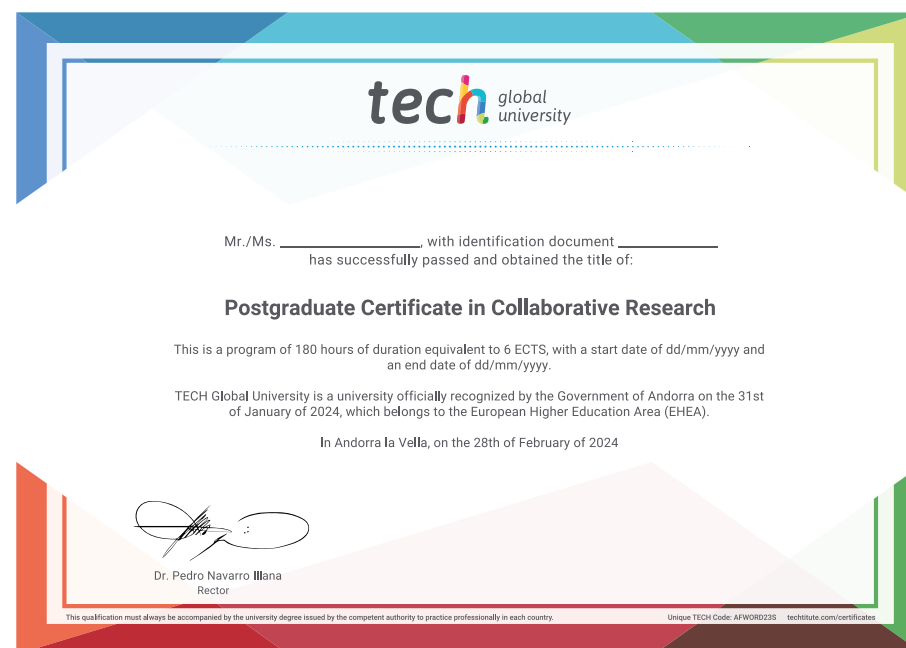 tech global
university
Mr./Ms. ____________________, with identification document ______________
has successfully passed and obtained the title of:
Postgraduate Certificate in Collaborative Research
This is a program of 180 hours of duration equivalent to 6 ECTS, with a start date of dd/mm/yyyy and
an end date of dd/mm/yyyy.
TECH Global University is a university officially recognized by the Government of Andorra on the 31st
of January of 2024, which belongs to the European Higher Education Area (EHEA).
In Andorra la Vella, on the 28th of February of 2024
Dr. Pedro Navarro Illana
Rector
This qualification must always be accompanied by the university degree issued by the competent authority to practice professionally in each country. Unique TECH Code: AFWORD23S techtitute.com/certificates